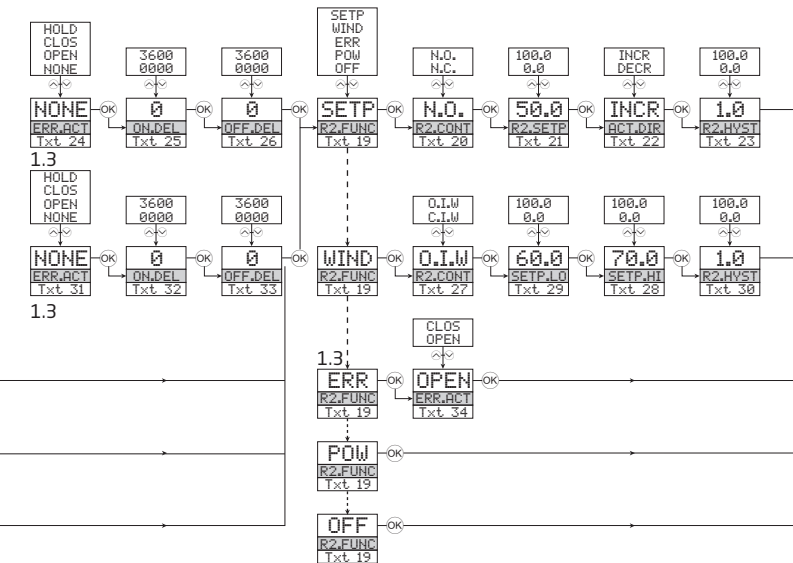 HOLD
CLOS
OPEN
NONE
NONE
ERR.ACT
Txt 24
1.3
3600
0000
0
ON.DEL
Txt 25
3600
0000
0
OFF.DEL
Txt 26
SETP
WIND
ERR
POW
OFF
SETP
R2.FUNC
Txt 19
N.O.
N.C.
N.O.
R2.CONT
Txt 20
100.0
0.0
50.0
R2.SETP
Txt 21
INCR
DECR
INCR
ACT.DIR
Txt 22
100.0
0.0
1.0
R2.HYST
Txt 23
OK
OK
OK
OK
OK
OK
OK
HOLD
CLOS
OPEN
NONE
NONE
ERR.ACT
Txt 31
1.3
3600
0000
0
ON.DEL
Txt 32
3600
0000
0
OFF.DEL
Txt 33
WIND
R2.FUNC
Txt 19
O.I.W
C.I.W
O.I.W
R2.CONT
Txt 27
100.0
0.0
60.0
SETP.LO
Txt 29
100.0
0.0
70.0
SETP.HI
Txt 28
100.0
0.0
1.0
R2.HYST
Txt 30
OK
OK
OK
OK
OK
OK
OK
1.3
ERR
R2.FUNC
Txt 19
OK
CLOS
OPEN
OPEN
ERR.ACT
Txt 34
OK
POW
R2.FUNC
Txt 19
OK
OFF
R2.FUNC
Txt 19
OK